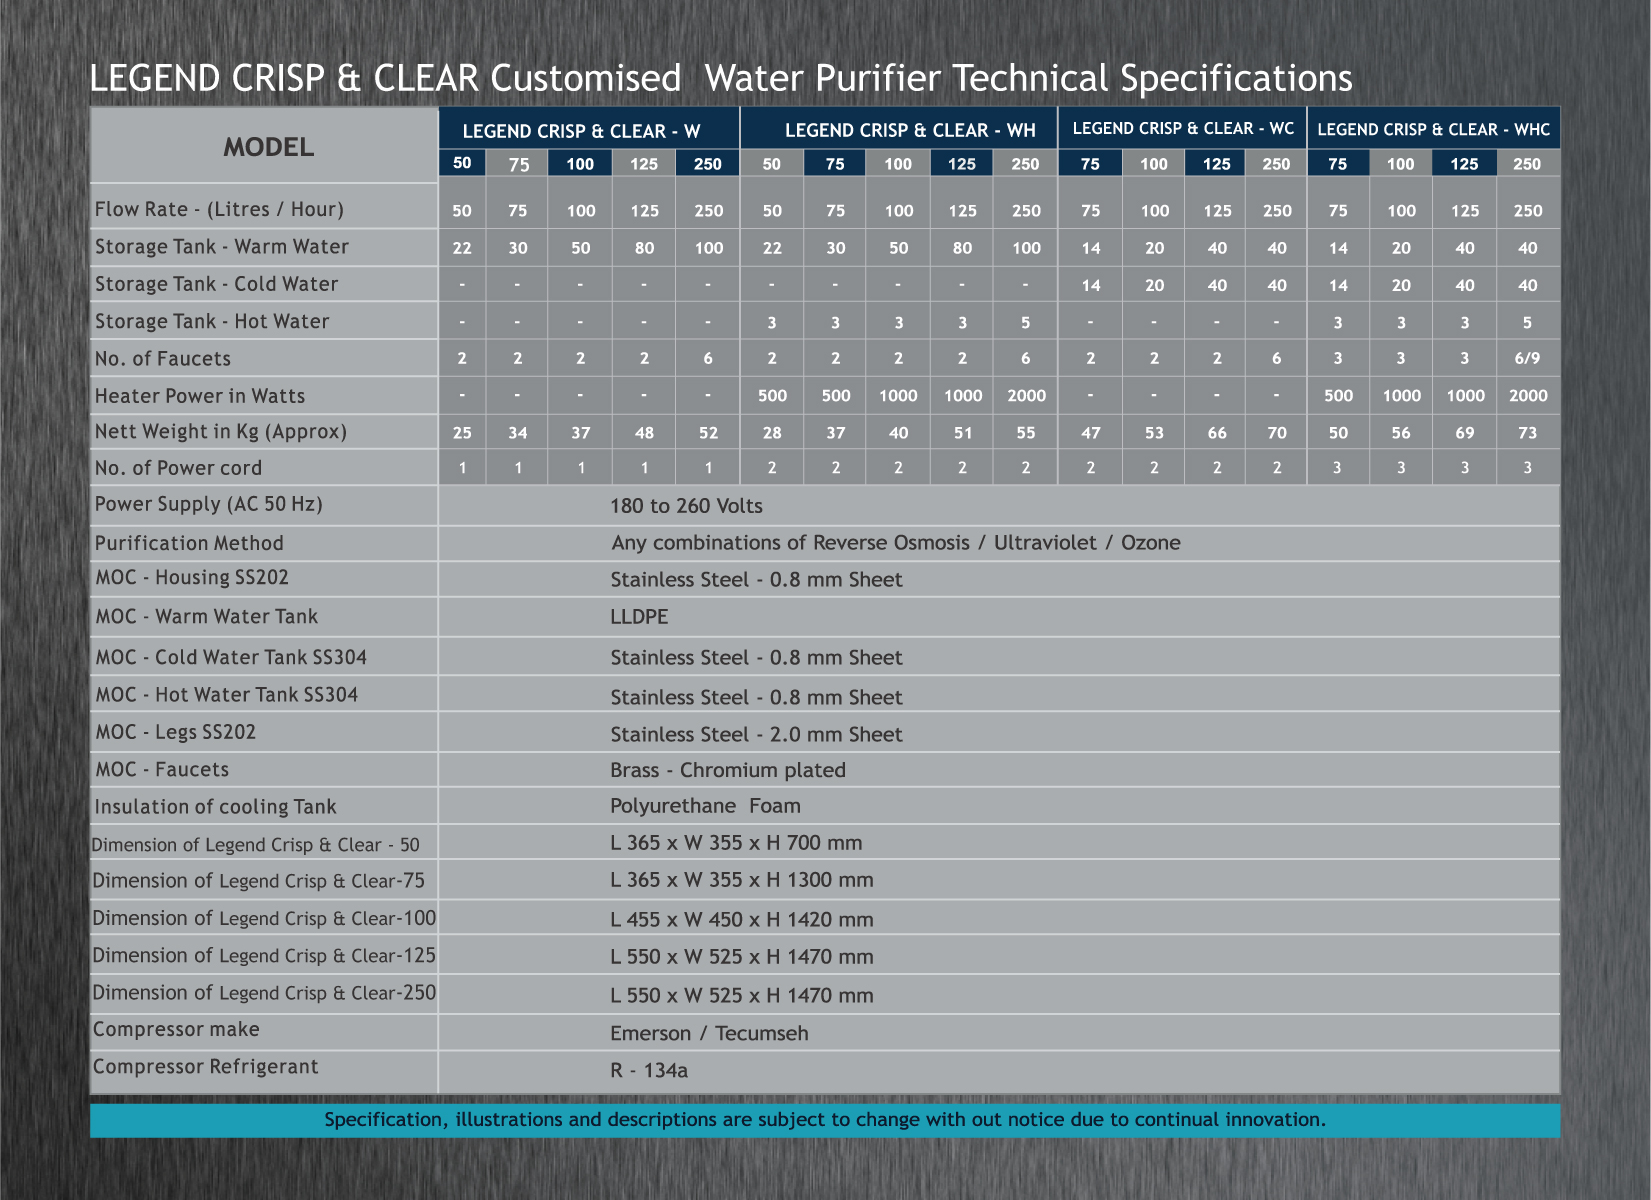 LEGEND CRISP & CLEAR Customised Water Purifier Technical Specifications
MODEL
LEGEND CRISP & CLEAR - W LEGEND CRISP & CLEAR - WH LEGEND CRISP & CLEAR - WC LEGEND CRISP & CLEAR - WHC
50 75 100 125 250 50 75 100 125 250 75 100 125 250 75 100 125 250
Flow Rate - (Litres / Hour) 50 75 100 125 250 50 75 100 125 250 75 100 125 250 75 100 125 250
Storage Tank - Warm Water 22 30 50 80 100 22 30 50 80 100 14 20 40 40 14 20 40 40
Storage Tank - Cold Water - - - - - - - - - - 14 20 40 40 14 20 40 40
Storage Tank - Hot Water - - - - - 3 3 3 3 5 - - - - 3 3 3 5
No. of Faucets 2 2 2 2 6 2 2 2 2 6 2 2 2 6 3 3 3 6/9
Heater Power in Watts - - - - - 500 500 1000 1000 2000 - - - - 500 1000 1000 2000
Nett Weight in Kg (Approx) 25 34 37 48 52 28 37 40 51 55 47 53 66 70 50 56 69 73
No. of Power cord 1 1 1 1 1 2 2 2 2 2 2 2 2 2 3 3 3 3
Power Supply (AC 50 Hz) 180 to 260 Volts
Purification Method Any combinations of Reverse Osmosis / Ultraviolet / Ozone
MOC - Housing SS202 Stainless Steel - 0.8 mm Sheet
MOC - Warm Water Tank LLDPE
MOC - Cold Water Tank SS304 Stainless Steel - 0.8 mm Sheet
MOC - Hot Water Tank SS304 Stainless Steel - 0.8 mm Sheet
MOC - Legs SS202 Stainless Steel - 2.0 mm Sheet
MOC - Faucets Brass - Chromium plated
Insulation of cooling Tank Polyurethane Foam
Dimension of Legend Crisp & Clear - 50 L 365 x W 355 x H 700 mm
Dimension of Legend Crisp & Clear-75 L 365 x W 355 x H 1300 mm
Dimension of Legend Crisp & Clear-100 L 455 x W 450 x H 1420 mm
Dimension of Legend Crisp & Clear-125 L 550 x W 525 x H 1470 mm
Dimension of Legend Crisp & Clear-250 L 550 x W 525 x H 1470 mm
Compressor make Emerson / Tecumseh
Compressor Refrigerant R - 134a
Specification, illustrations and descriptions are subject to change with out notice due to continual innovation.